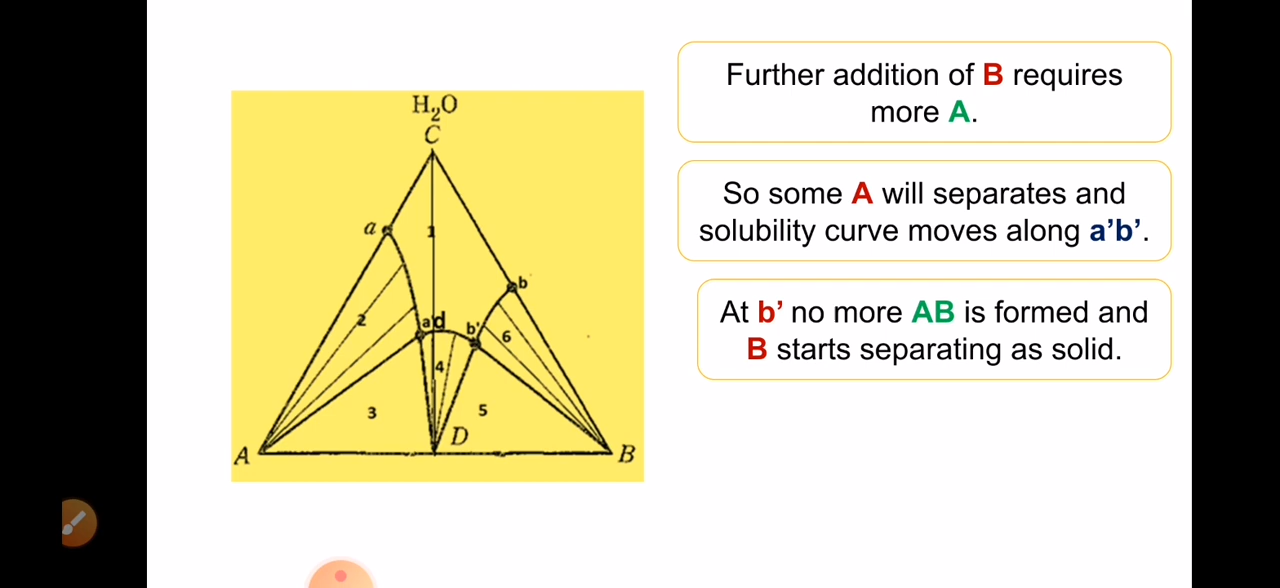 H₂O
C
a
1
b
2
a'd
b'
6
4
3
5
D
A
B
Further addition of B requires
more A.
So some A will separates and
solubility curve moves along a’b’.
At b’ no more AB is formed and
B starts separating as solid.